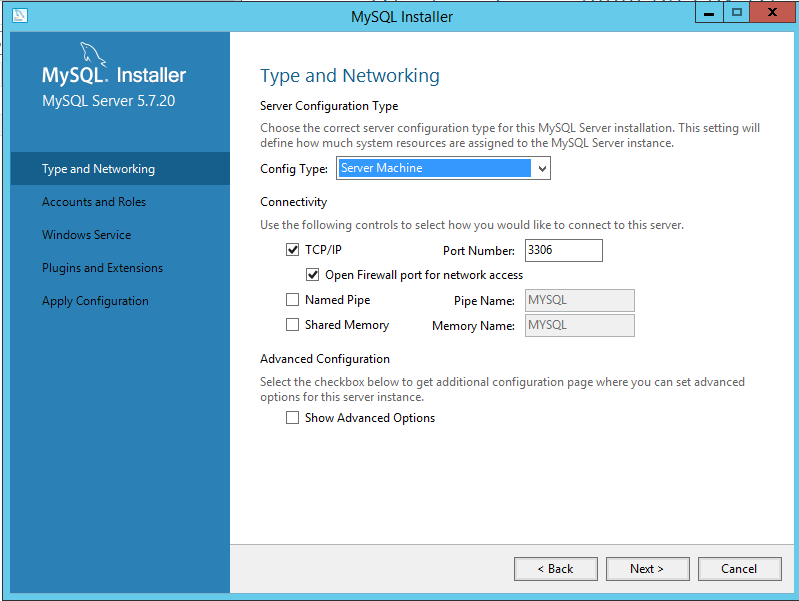 MySQL Installer
MySQL. Installer
MySQL Server 5.7.20
Type and Networking
Accounts and Roles
Windows Service
Plugins and Extensions
Apply Configuration
Type and Networking
Server Configuration Type
Choose the correct server configuration type for this MySQL Server installation. This setting will
define how much system resources are assigned to the MySQL Server instance.
Config Type: Server Machine
Connectivity
Use the following controls to select how you would like to connect to this server.
TCP/IP Port Number: 3306
Open Firewall port for network access
Named Pipe Pipe Name: MYSQL
Shared Memory Memory Name: MYSQL
Advanced Configuration
Select the checkbox below to get additional configuration page where you can set advanced
options for this server instance.
Show Advanced Options
< Back Next > Cancel